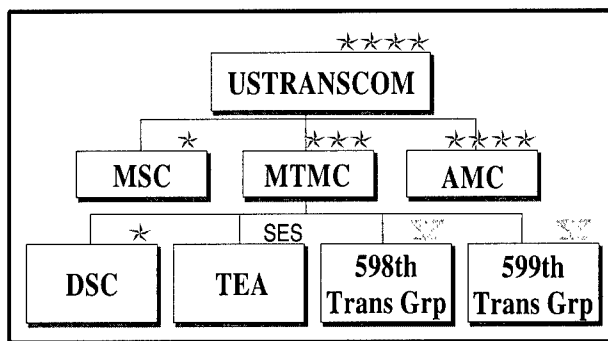 USTRANSCOM
MSC
MTMC
AMC
SES
DSC
TEA
598th
Trans Grp
599th
Trans Grp